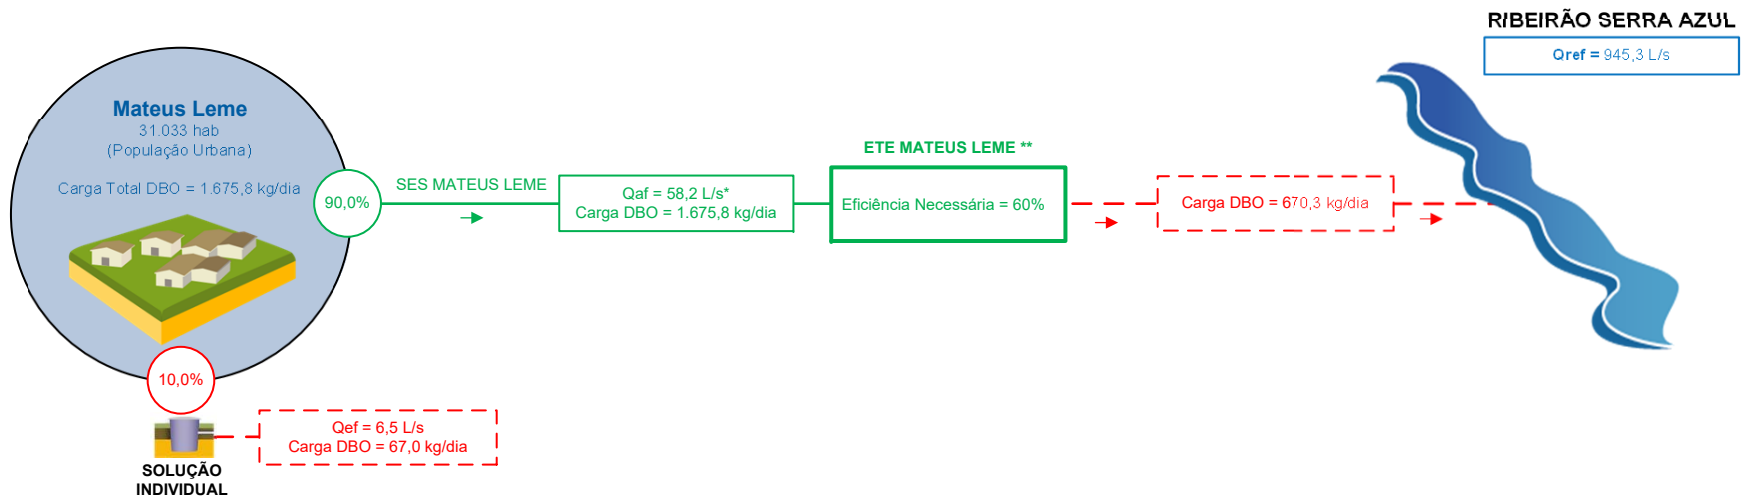 RIBEIRÃO SERRA AZUL
Qref = 945,3 L/s
Mateus Leme
31.033 hab
(População Urbana)
Carga Total DBO = 1.675,8 kg/dia
90,0%
SES MATEUS LEME
Qaf = 58,2 L/s*
Carga DBO = 1.675,8 kg/dia
ETE MATEUS LEME **
Eficiência Necessária = 60%
Carga DBO = 670,3 kg/dia
10,0%
Qef = 6,5 L/s
Carga DBO = 67,0 kg/dia
SOLUÇÃO
INDIVIDUAL